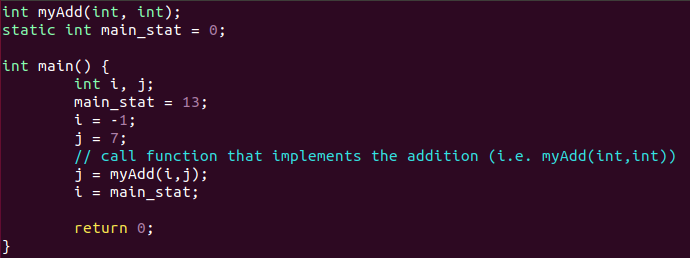 int myAdd(int, int);
static int main_stat = 0;
int main() {
int i, j;
main_stat = 13;
i = -1;
j = 7;
// call function that implements the addition (i.e. myAdd(int,int))
j = myAdd(i,j);
i = main_stat;
return 0;
}